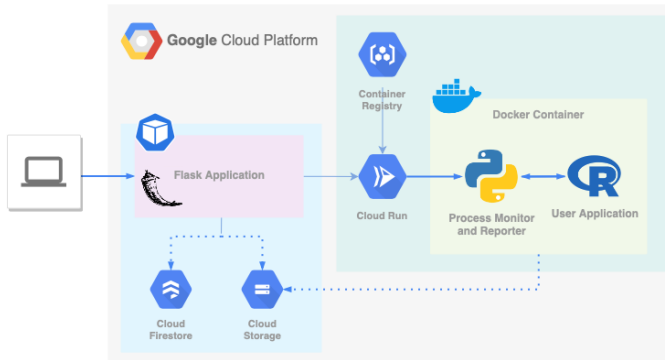 Google Cloud Platform
Container
Registry
Docker Container
Flask Application
Cloud Run
Process Monitor
and Reporter
User Application
Cloud
Firestore
Cloud
Storage